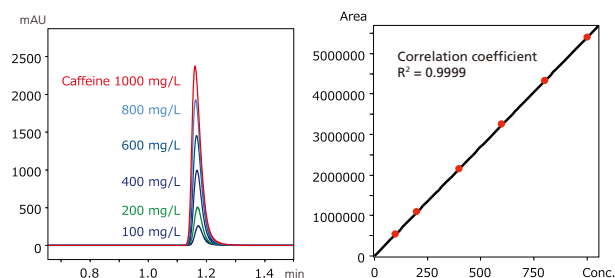 mAU
2500
2000
1500
1000
500
0
Caffeine 1000 mg/L
800 mg/L
600 mg/L
400 mg/L
200 mg/L
100 mg/L
0.8
1.0
1.2
1.4
min
Area
5000000
4000000
3000000
2000000
1000000
0
Correlation coefficient
R² = 0.9999
0
250
500
750
Conc.